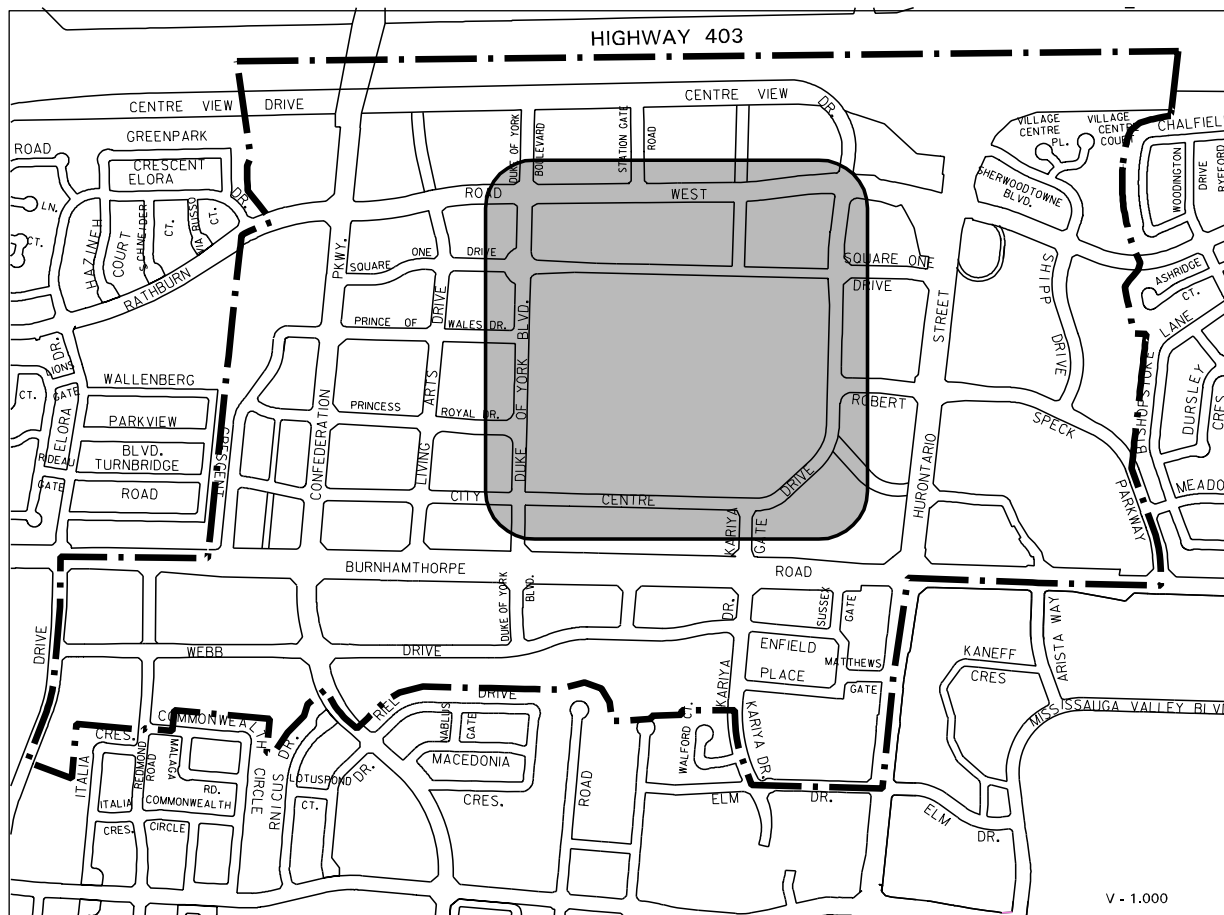 HIGHWAY 403
CENTRE VIEW DRIVE
CENTRE VIEW DR.
GREENPARK
ROAD
CRESCENT
ELORA
DR.
LN.
CT.
HAZINEH
COURT
SCHNEIDER
CT.
VIA RUSSO
CT.
RATHBURN
ROAD
WEST
DUKE OF YORK
BOULEVARD
STATION GATE
ROAD
VILLAGE
CENTRE
PL.
VILLAGE
CENTRE
COURT
CHALFIELD
WOODINGTON
DRIVE
RYEFORD
SHERWOODTOWNE
BLVD.
SQUARE ONE DRIVE
SQUARE ONE
DRIVE
PKWY.
SHIPP
DRIVE
ASHRIDGE
CT.
LANE
PRINCE OF WALES DR.
DRIVE
DUKE OF YORK BLVD.
STREET
ELORA
DR.
LIONS
GATE
CT.
WALLENBERG
PARKVIEW
BLVD.
TURNBRIDGE
ROAD
CRESCENT
RIDEAU
GATE
CONFEDERATION
PRINCESS ROYAL DR.
LIVING
ARTS
ROBERT
SPECK
PARKWAY
BISHOPSTOKE
DURSLEY
CRES
MEADO
CITY CENTRE DRIVE
KARIYA
GATE
HURONTARIO
BURNHAMTHORPE
ROAD
DUKE OF YORK
BLVD.
DR.
KARIYA
SUSSEX
GATE
ENFIELD
PLACE
MATTHEWS
GATE
KANEFF
CRES
ARISTA WAY
MISSISSAUGA VALLEY BLVD
DRIVE
WEBB
DRIVE
COMMONWEALTH
CIRCLE
CRES.
ITALIA
REDMOND
ROAD
MALAGA
RD.
ITALIA
COMMONWEALTH
CRES.
CIRCLE
SUCINI
DR.
LOTUSPOND
CT.
RIEL
DRIVE
DR.
NABLUS
GATE
MACEDONIA
CRES.
ROAD
WALFORD CT.
KARIYA DR.
ELM
DR.
ELM
DR.
V - 1.000